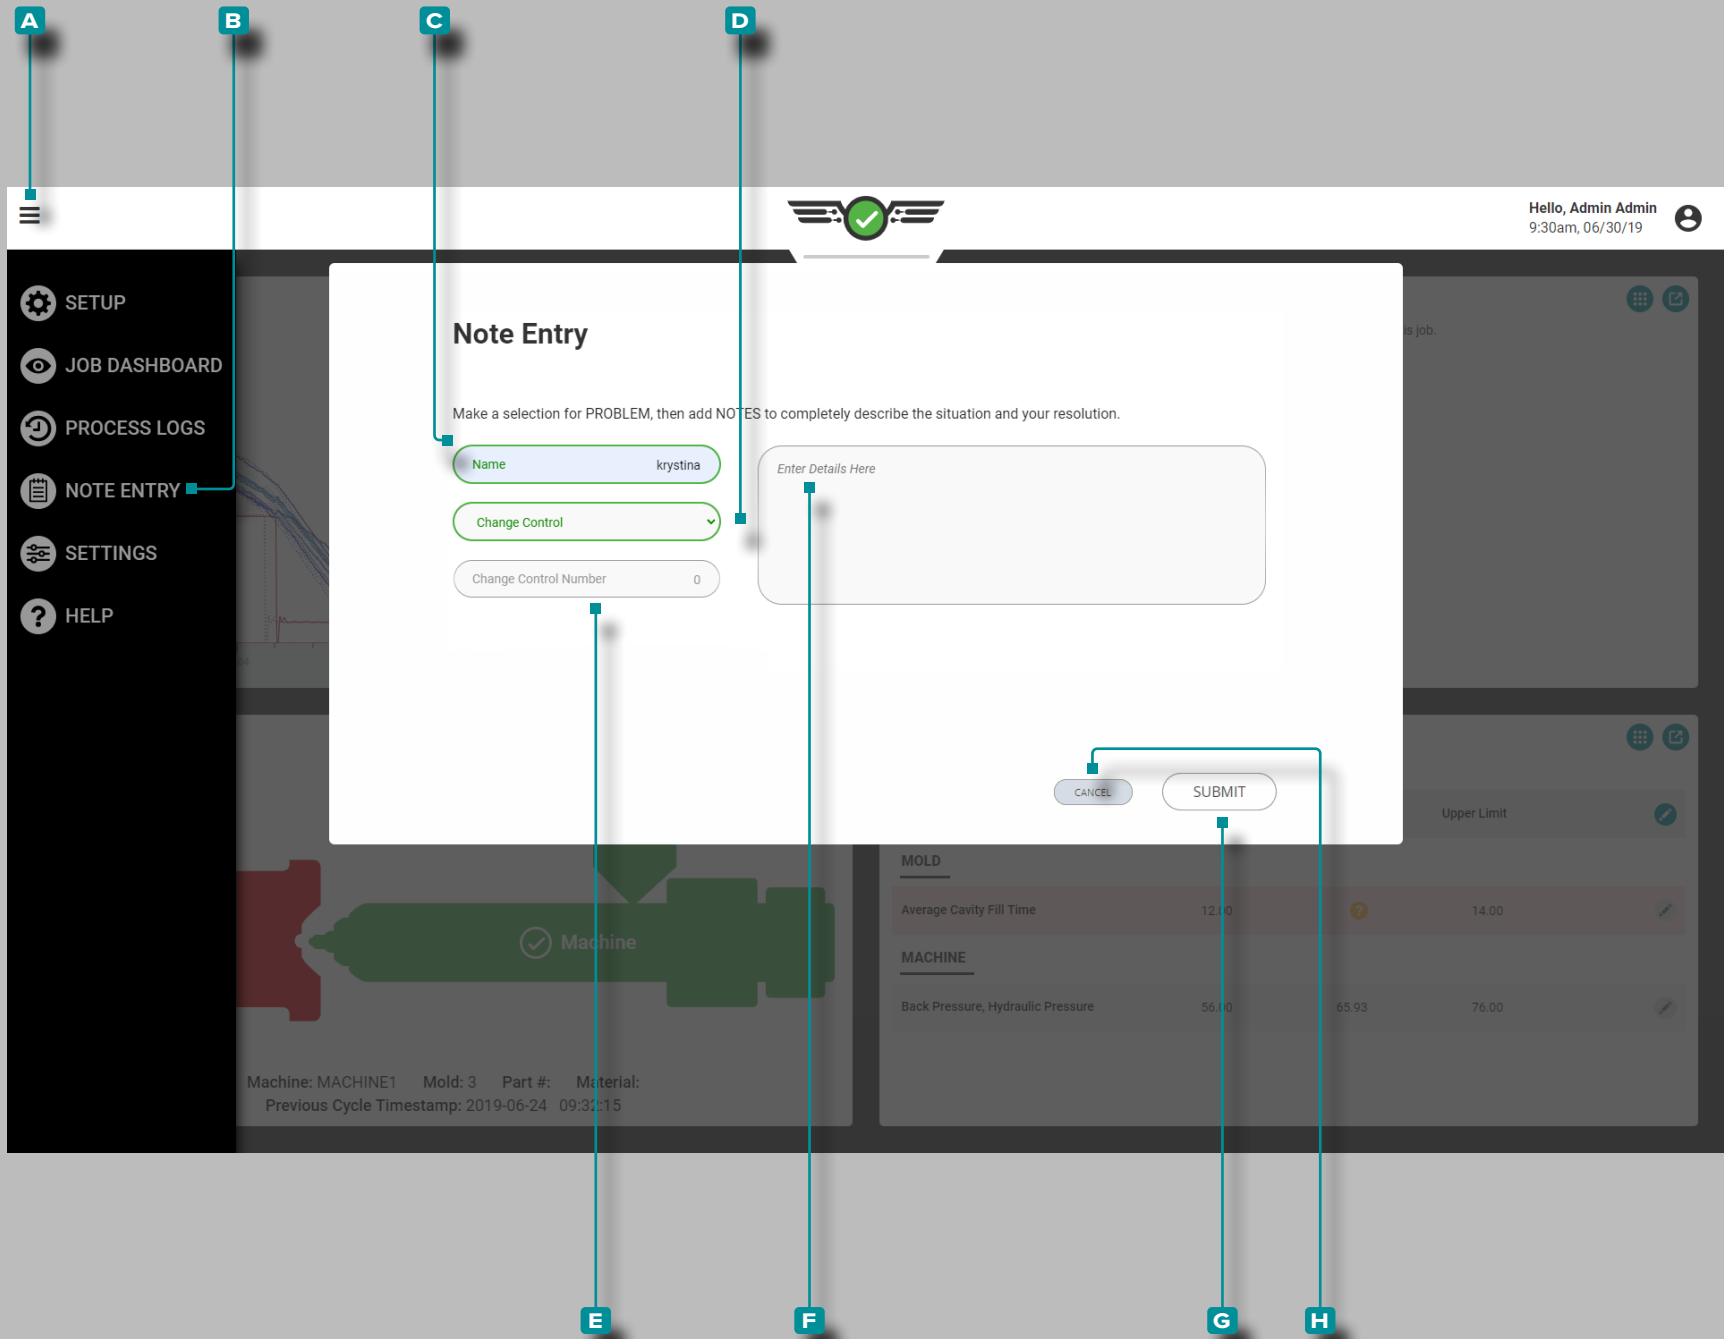 A B C D
Hello, Admin Admin
9:30am, 06/30/19
SETUP
JOB DASHBOARD
PROCESS LOGS
NOTE ENTRY
SETTINGS
HELP
Note Entry
Make a selection for PROBLEM, then add NOTES to completely describe the situation and your resolution.
Name krystina
Change Control
Change Control Number 0
Enter Details Here
CANCEL SUBMIT
is job.
04
Upper Limit
MOLD
Average Cavity Fill Time 12.00 ? 14.00
MACHINE
Back Pressure, Hydraulic Pressure 56.00 65.93 76.00
Machine
Machine: MACHINE1 Mold: 3 Part #: Material:
Previous Cycle Timestamp: 2019-06-24 09:32:15
E F G H